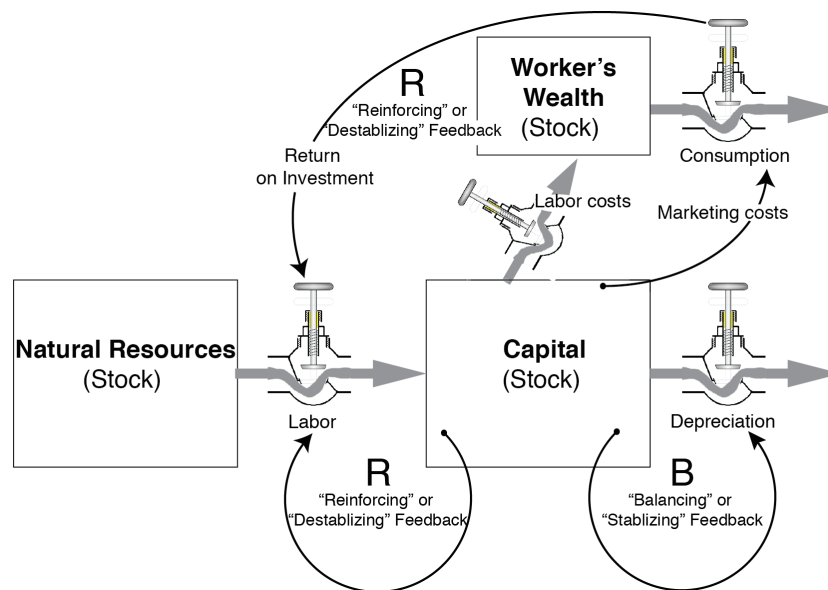 Worker’s
Wealth
(Stock)
R
“Reinforcing” or
“Destablizing” Feedback
Return
on Investment
Consumption
Labor costs
Marketing costs
Natural Resources
(Stock)
Capital
(Stock)
Labor
Depreciation
R
“Reinforcing” or
“Destablizing” Feedback
B
“Balancing” or
“Stablizing” Feedback